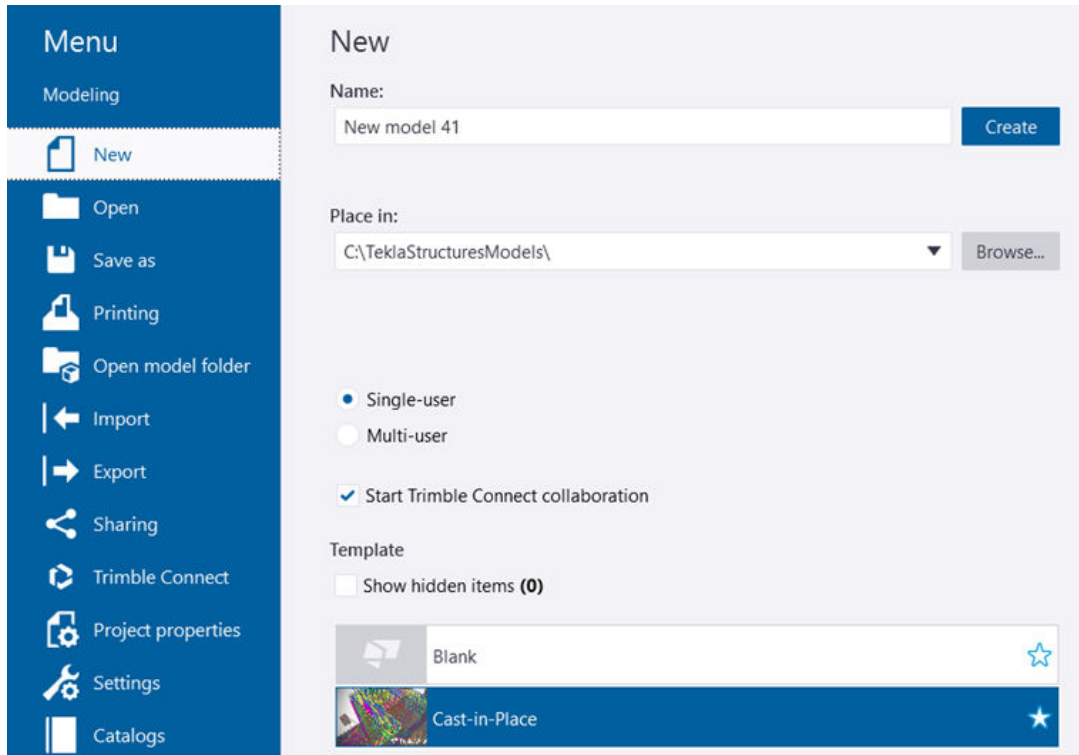 Menu
Modeling
New
Open
Save as
Printing
Open model folder
Import
Export
Sharing
Trimble Connect
Project properties
Settings
Catalogs
New
Name:
New model 41
Create
Place in:
C:\TeklaStructuresModels\
Browse...
Single-user
Multi-user
Start Trimble Connect collaboration
Template
Show hidden items (0)
Blank
Cast-in-Place